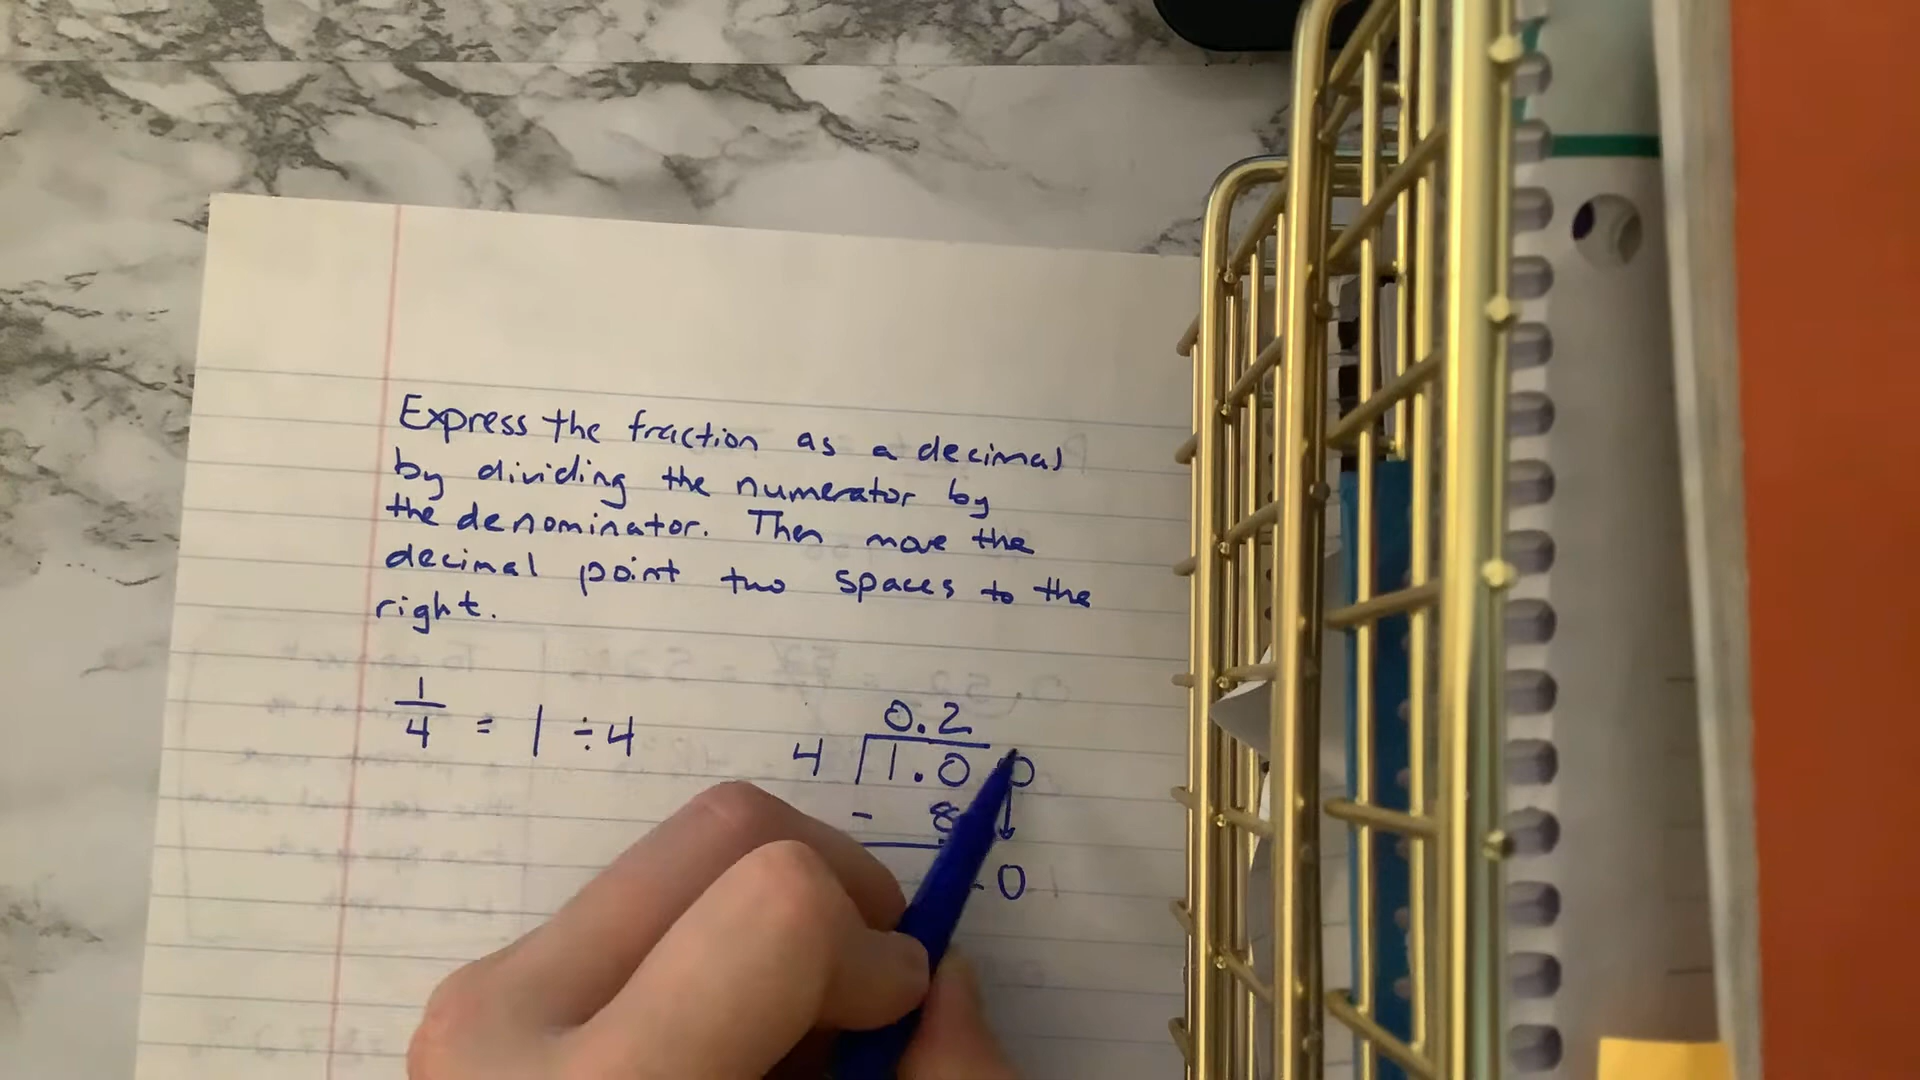 Express the fraction as a decimal
by dividing the numerator by
the denominator. Then move the
decimal point two spaces to the
right.
1/4 = 1 ÷ 4
0.2
4 1.00
- 8
0